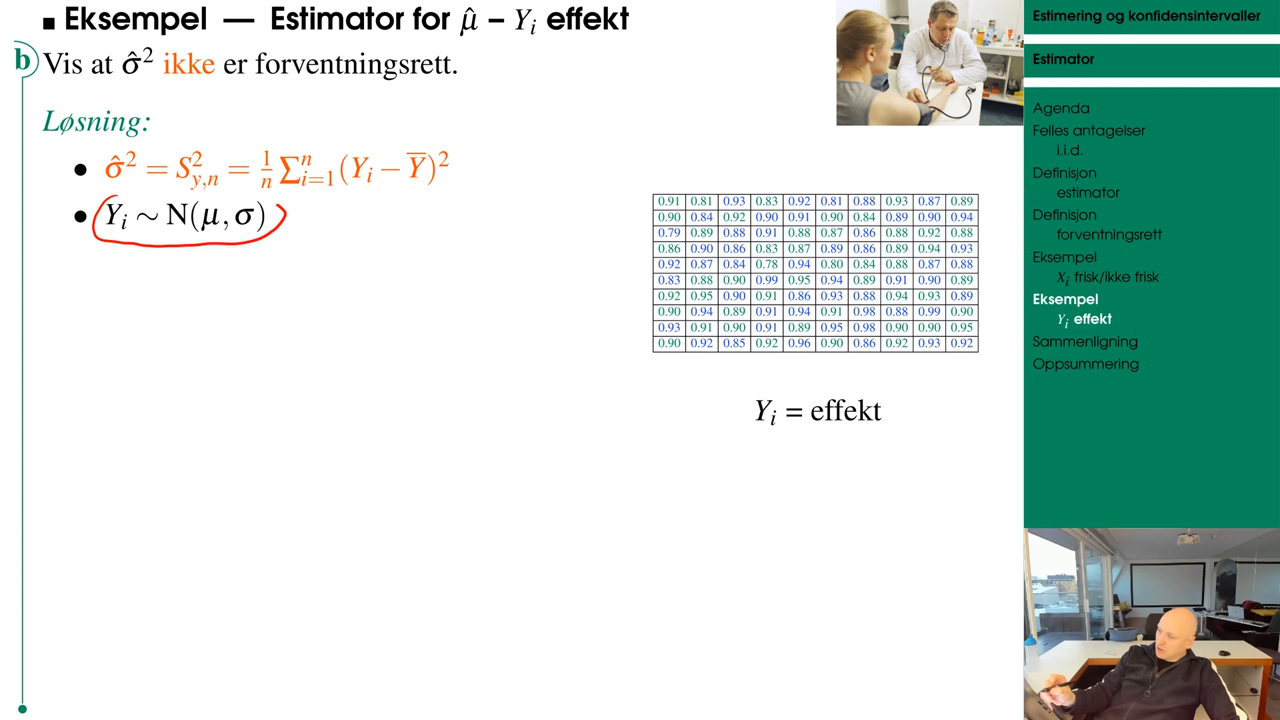 ▪ Eksempel — Estimator for μ̂ – Yᵢ effekt
b Vis at σ̂² ikke er forventningsrett.
Løsning:
• σ̂² = S²_{y,n} = 1/n ∑ⁿ_{i=1} (Yᵢ − Y̅)²
• Yᵢ ~ N(μ, σ)
0.91 0.81 0.93 0.83 0.92 0.81 0.88 0.93 0.87 0.89
0.90 0.84 0.92 0.90 0.91 0.90 0.84 0.89 0.90 0.94
0.79 0.89 0.88 0.91 0.88 0.87 0.86 0.88 0.92 0.88
0.86 0.90 0.86 0.83 0.87 0.89 0.86 0.89 0.94 0.93
0.92 0.87 0.84 0.78 0.94 0.80 0.84 0.88 0.87 0.88
0.83 0.88 0.90 0.99 0.95 0.94 0.89 0.91 0.90 0.89
0.92 0.95 0.90 0.91 0.86 0.93 0.88 0.94 0.93 0.89
0.90 0.94 0.89 0.91 0.94 0.91 0.98 0.88 0.99 0.90
0.93 0.91 0.90 0.91 0.89 0.95 0.98 0.90 0.90 0.95
0.90 0.92 0.85 0.92 0.96 0.90 0.86 0.92 0.93 0.92
Yᵢ = effekt
Estimering og konfidensintervaller
Estimator
Agenda
Felles antagelser
i.i.d.
Definisjon
estimator
Definisjon
forventningsrett
Eksempel
Xᵢ frisk/ikke frisk
Eksempel
Yᵢ effekt
Sammenligning
Oppsummering